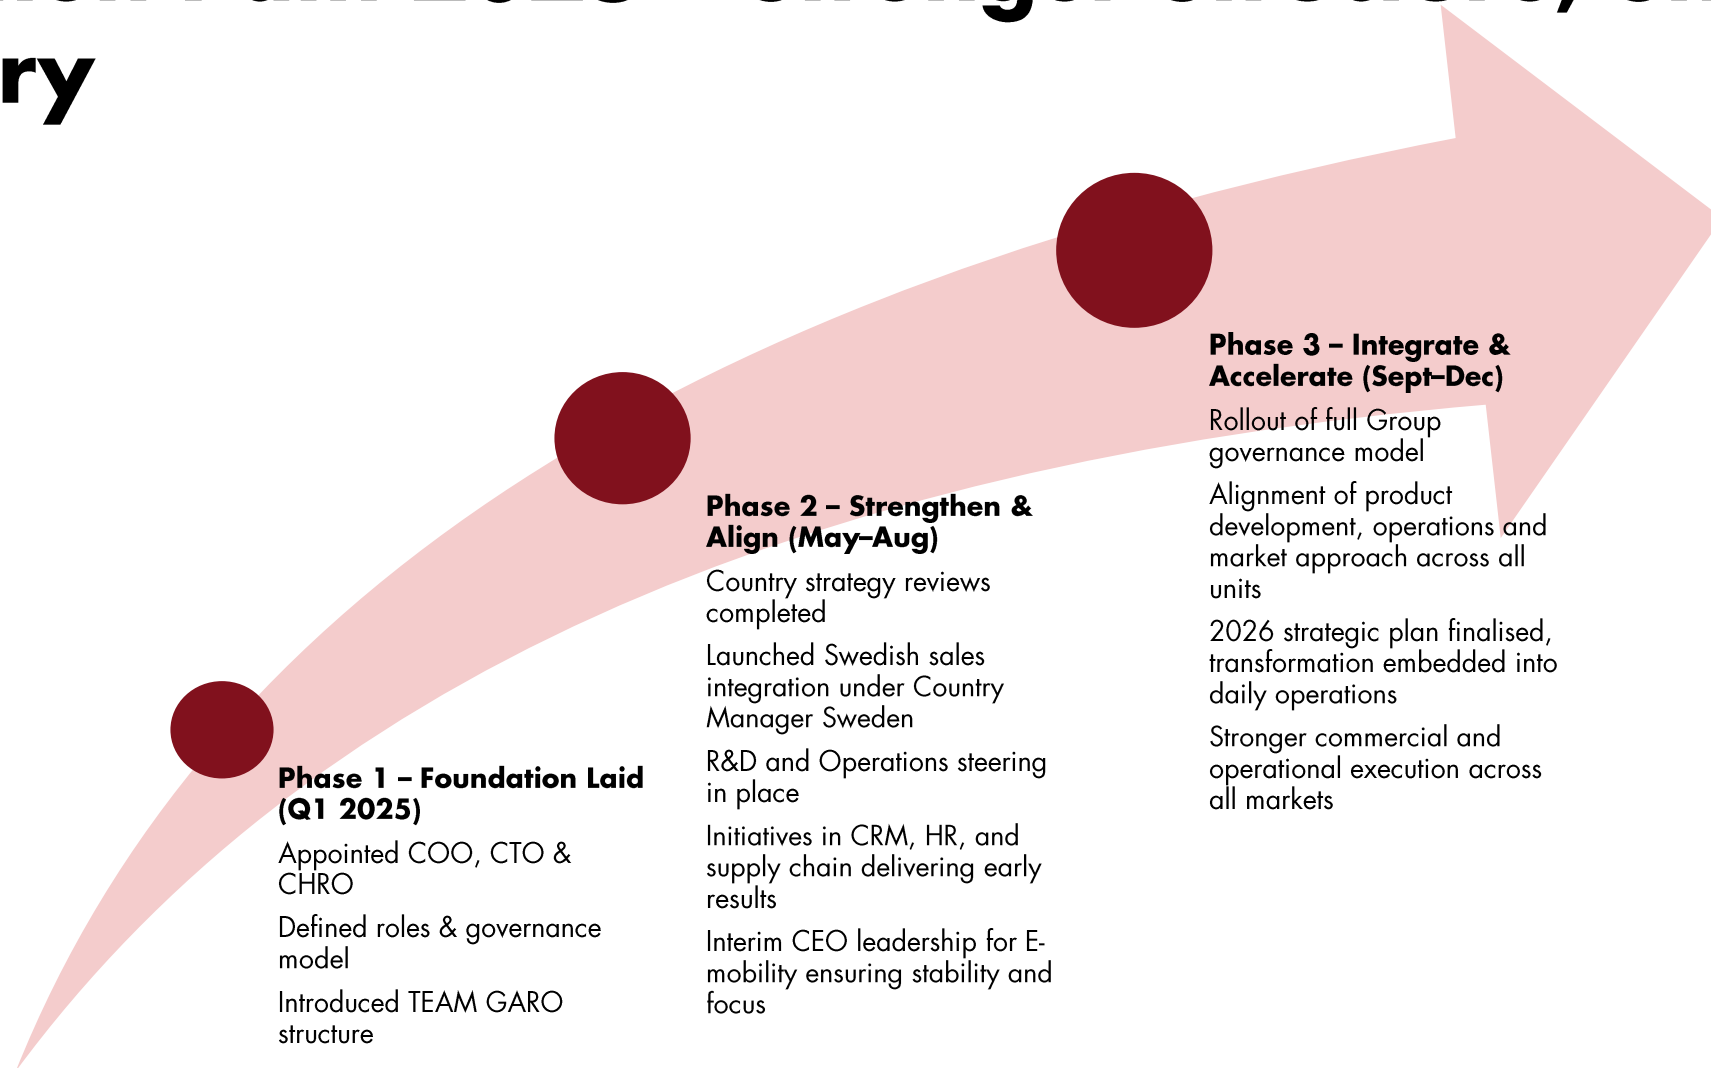 2025
ry
Phase 1 – Foundation Laid
(Q1 2025)
Appointed COO, CTO &
CHRO
Defined roles & governance
model
Introduced TEAM GARO
structure
Phase 2 – Strengthen &
Align (May–Aug)
Country strategy reviews
completed
Launched Swedish sales
integration under Country
Manager Sweden
R&D and Operations steering
in place
Initiatives in CRM, HR, and
supply chain delivering early
results
Interim CEO leadership for E-
mobility ensuring stability and
focus
Phase 3 – Integrate &
Accelerate (Sept–Dec)
Rollout of full Group
governance model
Alignment of product
development, operations and
market approach across all
units
2026 strategic plan finalised,
transformation embedded into
daily operations
Stronger commercial and
operational execution across
all markets